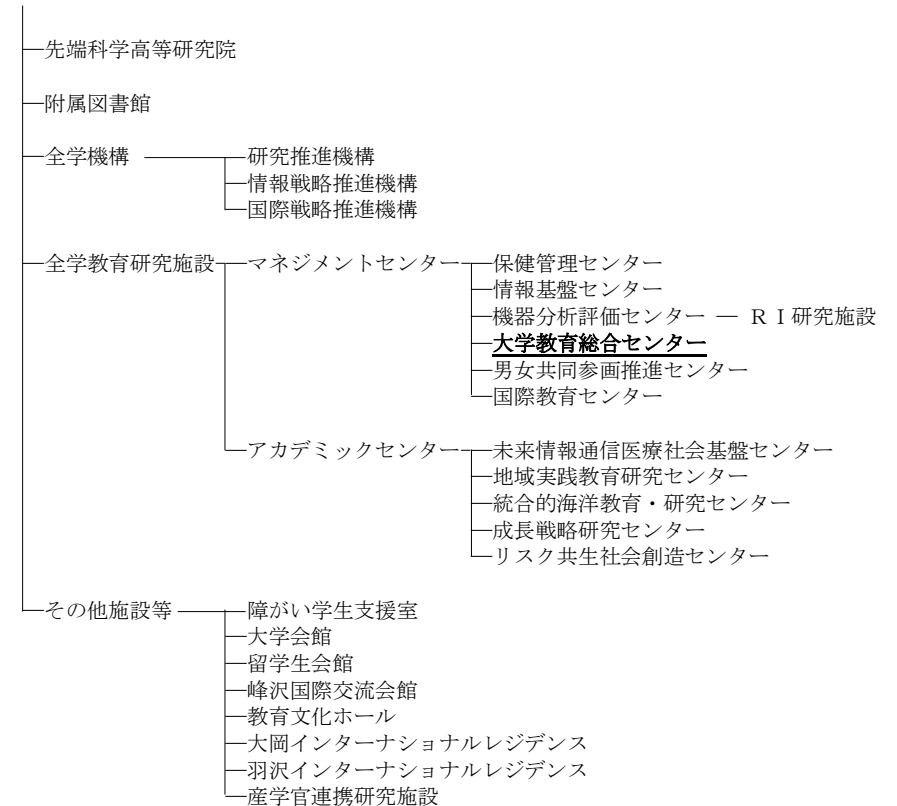 先端科学高等研究院
附属図書館
全学機構 研究推進機構
情報戦略推進機構
国際戦略推進機構
全学教育研究施設 マネジメントセンター 保健管理センター
情報基盤センター
機器分析評価センター ― ＲＩ研究施設
大学教育総合センター
男女共同参画推進センター
国際教育センター
アカデミックセンター 未来情報通信医療社会基盤センター
地域実践教育研究センター
統合的海洋教育・研究センター
成長戦略研究センター
リスク共生社会創造センター
その他施設等 障がい学生支援室
大学会館
留学生会館
峰沢国際交流会館
教育文化ホール
大岡インターナショナルレジデンス
羽沢インターナショナルレジデンス
産学官連携研究施設